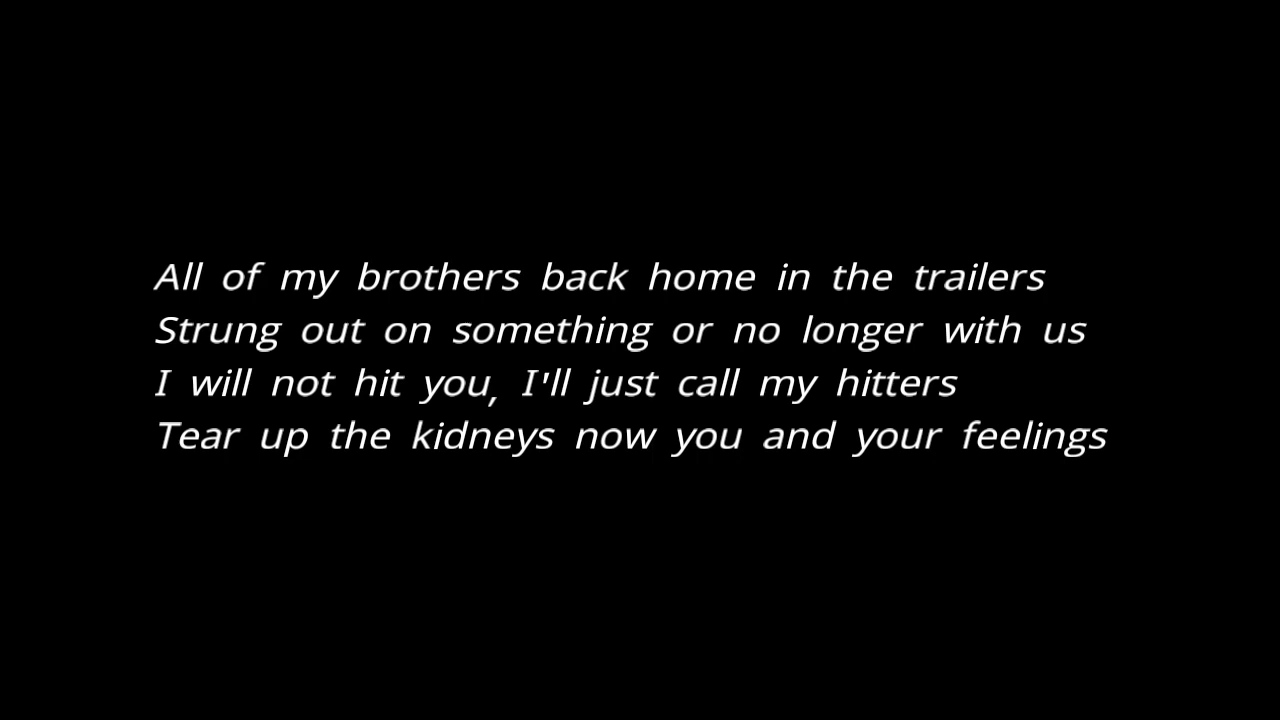 All of my brothers back home in the trailers
Strung out on something or no longer with us
I will not hit you, I'll just call my hitters
Tear up the kidneys now you and your feelings